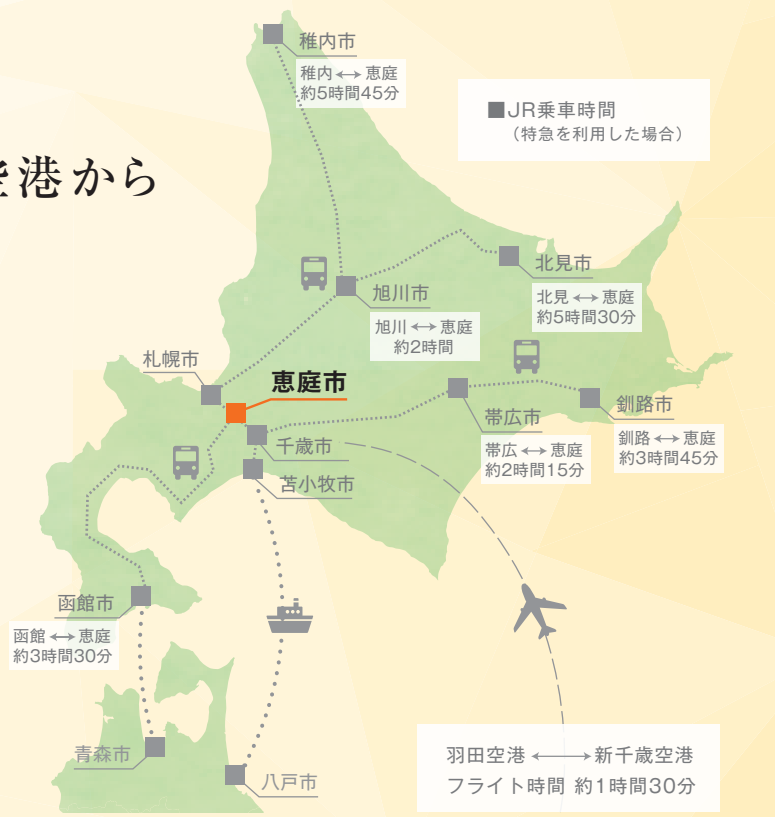 港から
稚内市
稚内⟷恵庭
約5時間45分
■JR乗車時間
（特急を利用した場合）
北見市
北見⟷恵庭
約5時間30分
旭川市
旭川⟷恵庭
約2時間
札幌市
恵庭市
帯広市
帯広⟷恵庭
約2時間15分
釧路市
釧路⟷恵庭
約3時間45分
千歳市
苫小牧市
函館市
函館⟷恵庭
約3時間30分
青森市
八戸市
羽田空港⟷新千歳空港
フライト時間 約1時間30分